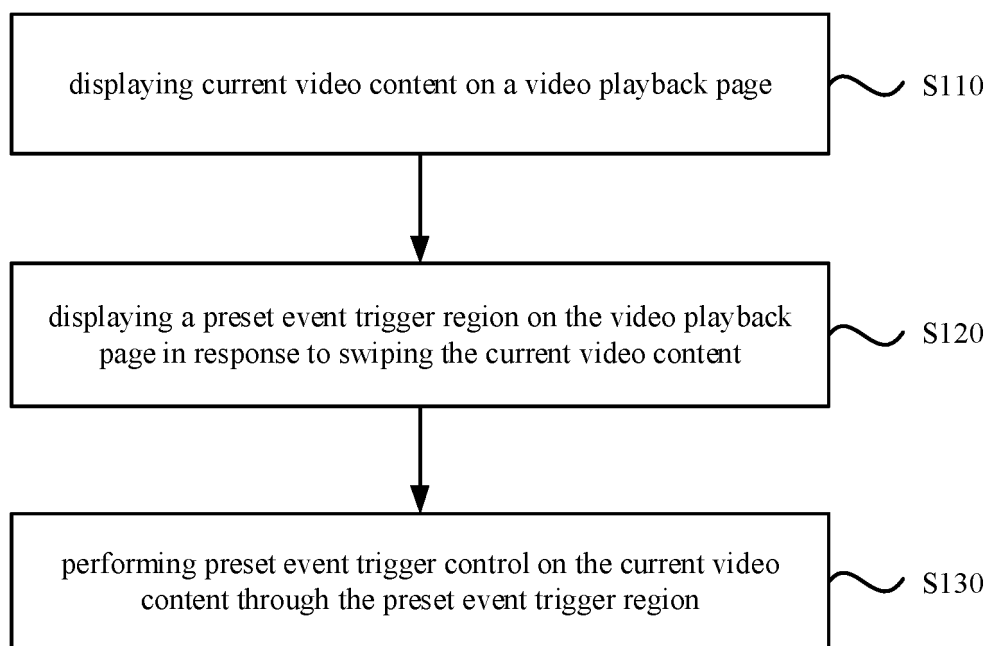 displaying current video content on a video playback page
S110
displaying a preset event trigger region on the video playback
page in response to swiping the current video content
S120
performing preset event trigger control on the current video
content through the preset event trigger region
S130